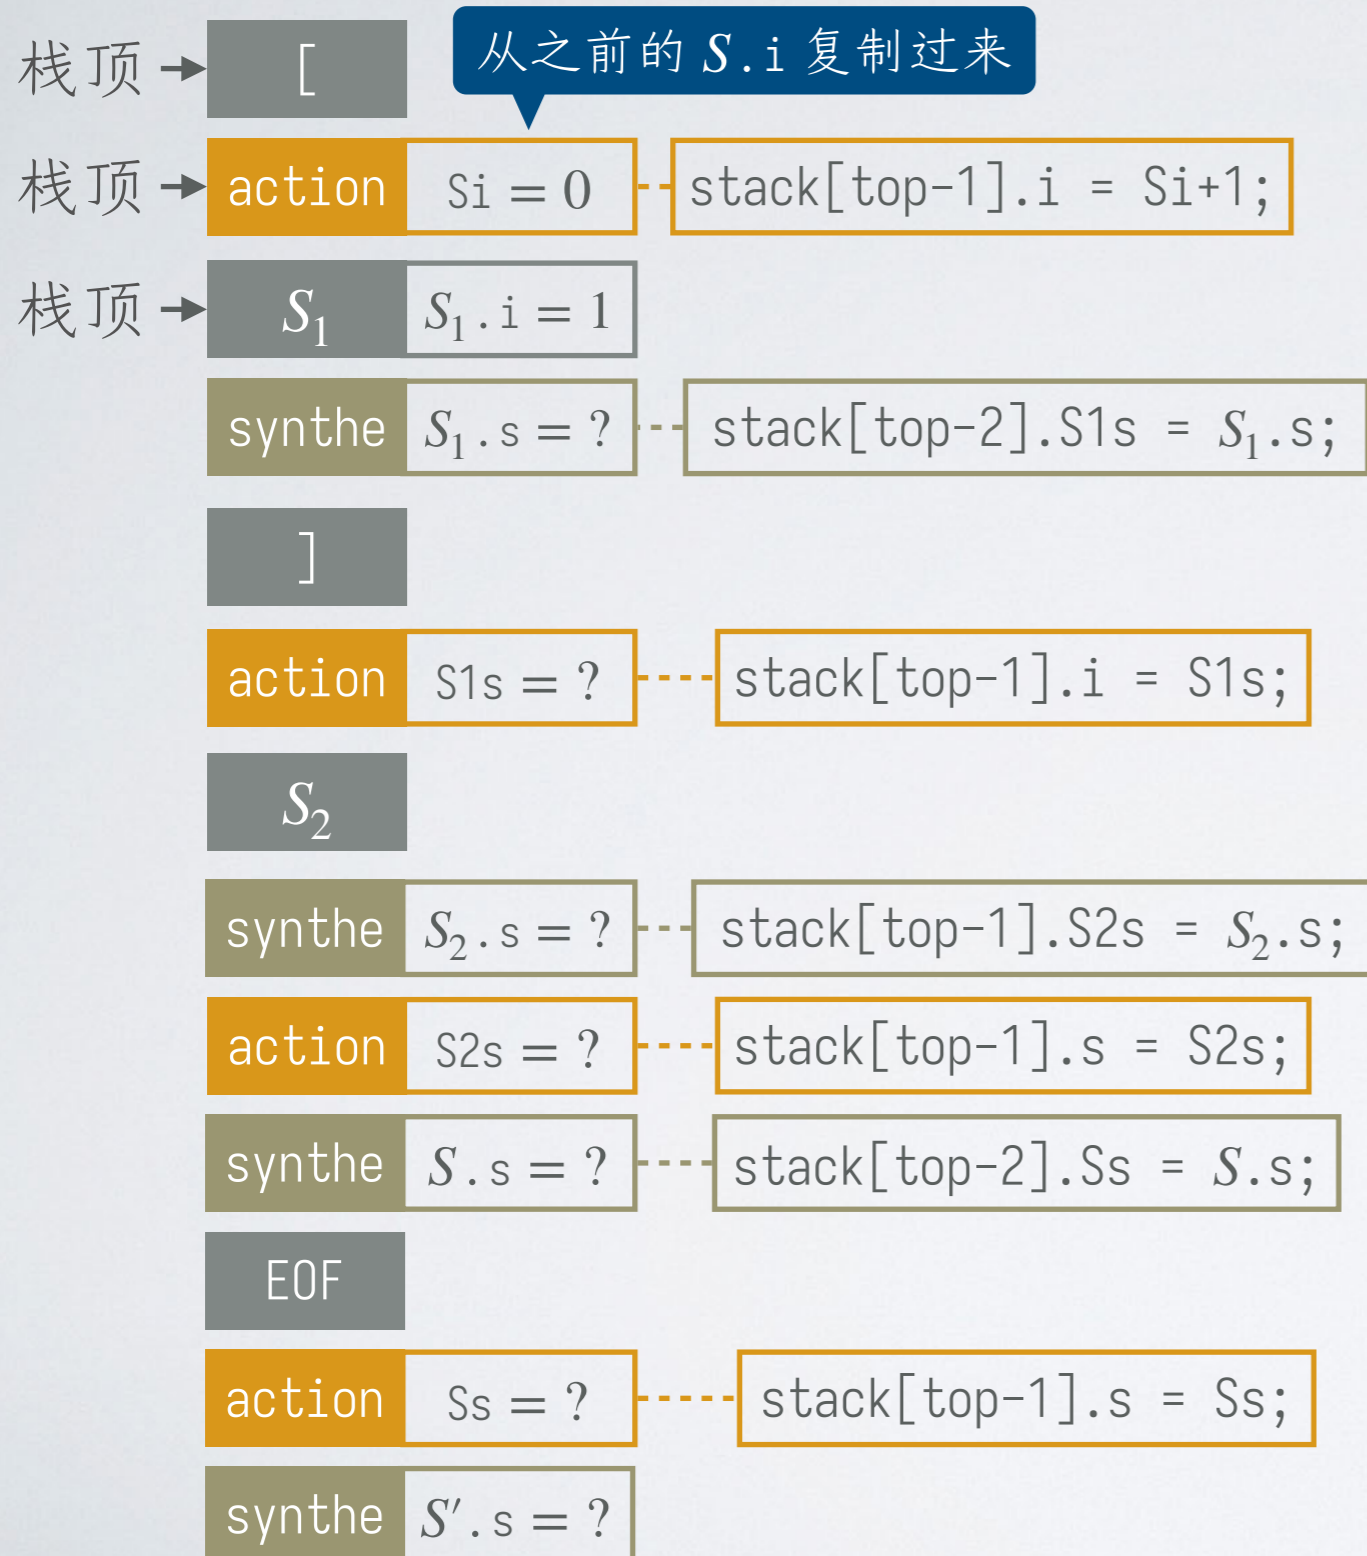 从之前的 S.i 复制过来
栈顶 → [
栈顶 → action Si = 0 stack[top-1].i = Si+1;
栈顶 → S₁ S₁.i = 1
synthe S₁.s = ? stack[top-2].S1s = S₁.s;
]
action S1s = ? stack[top-1].i = S1s;
S₂
synthe S₂.s = ? stack[top-1].S2s = S₂.s;
action S2s = ? stack[top-1].s = S2s;
synthe S.s = ? stack[top-2].Ss = S.s;
EOF
action Ss = ? stack[top-1].s = Ss;
synthe S′.s = ?